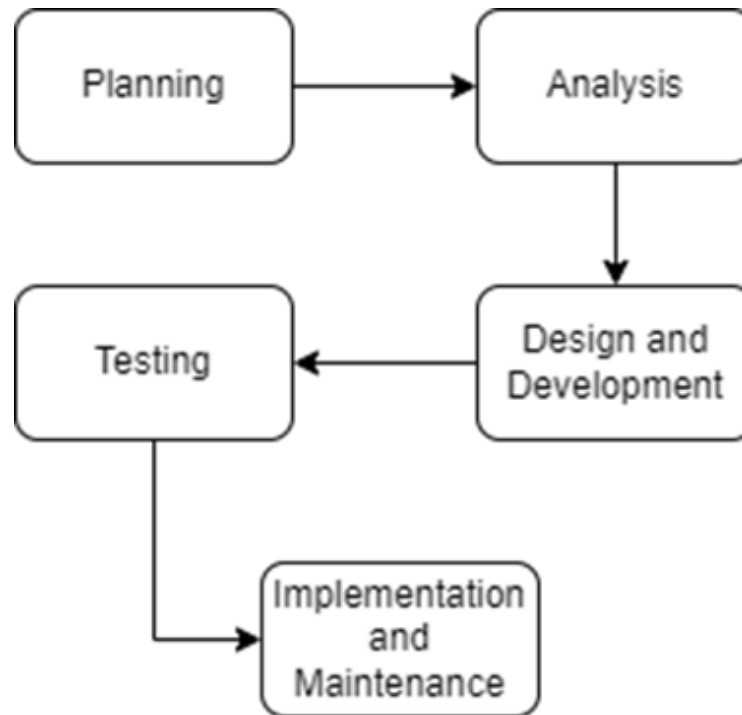 Planning
Analysis
Design and
Development
Testing
Implementation
and
Maintenance